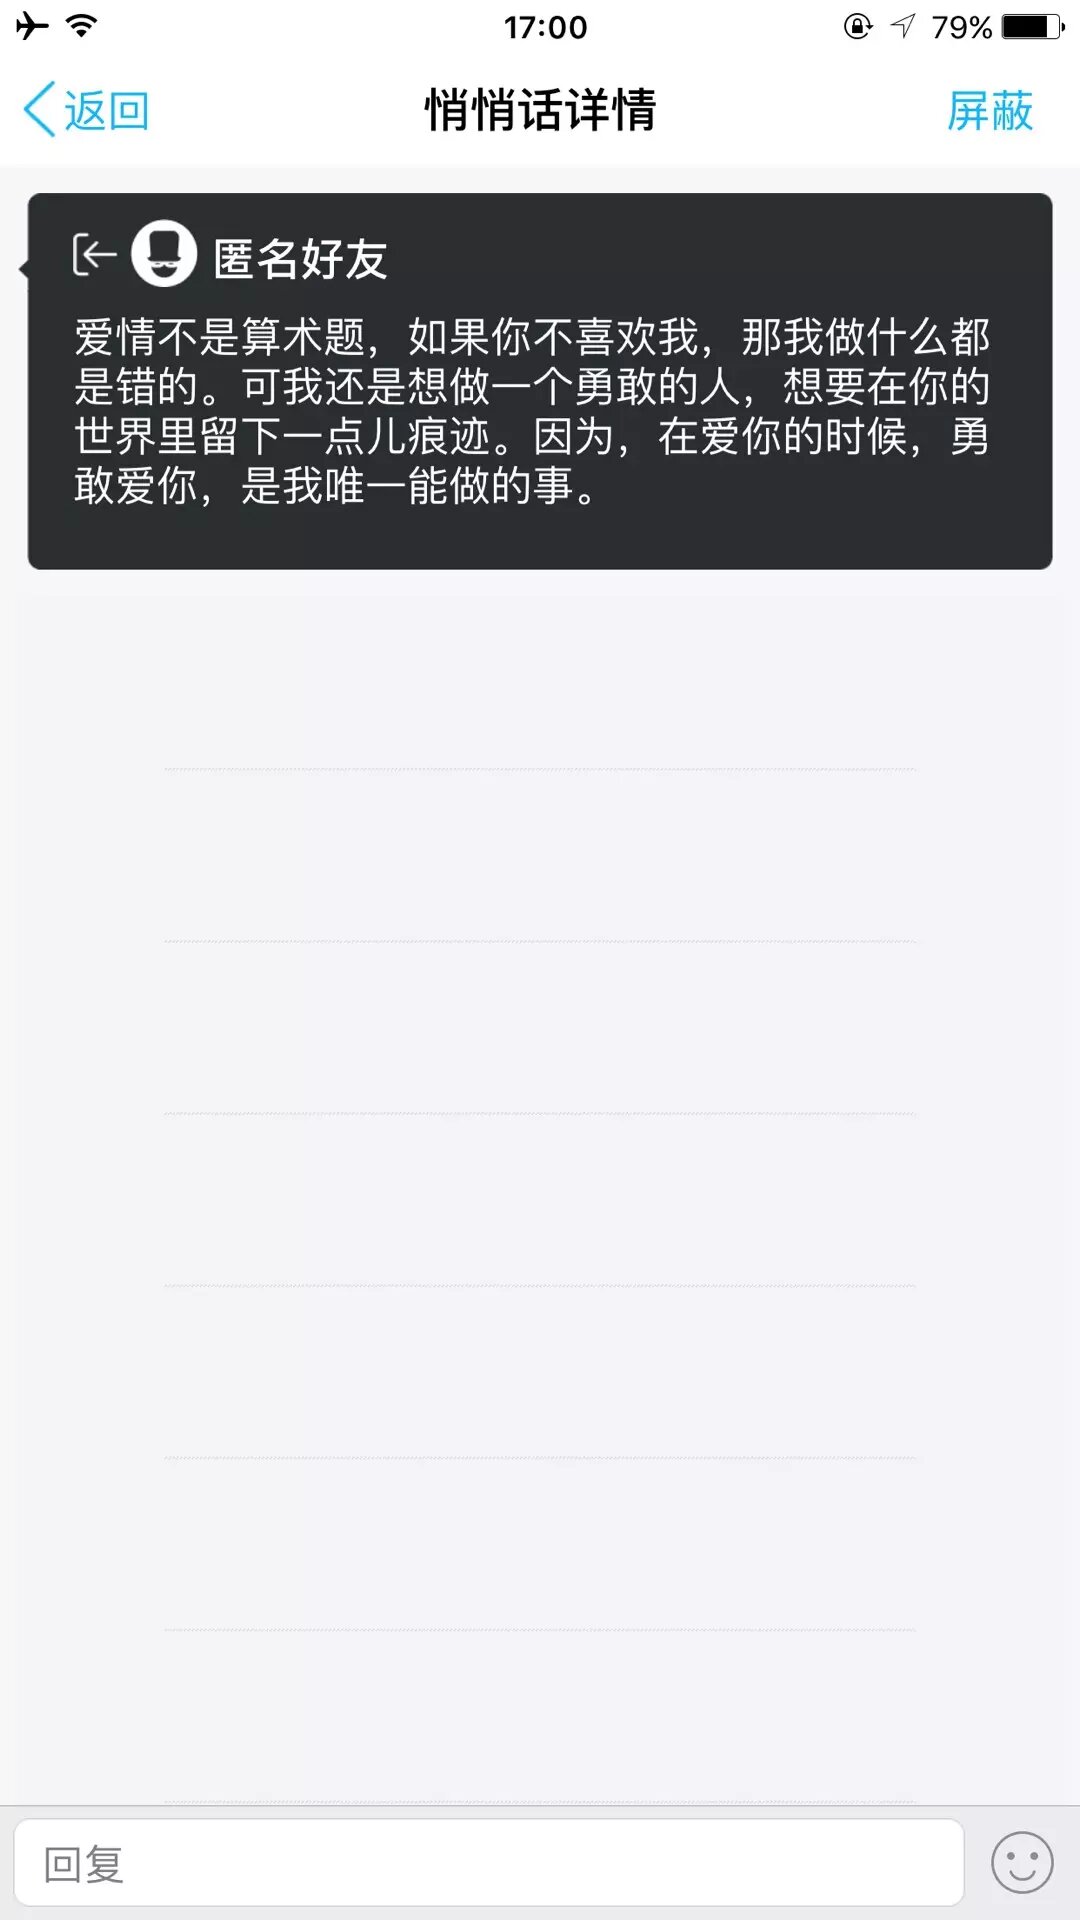 17:00
79%
返回
悄悄话详情
屏蔽
匿名好友
爱情不是算术题，如果你不喜欢我，那我做什么都
是错的。可我还是想做一个勇敢的人，想要在你的
世界里留下一点儿痕迹。因为，在爱你的时候，勇
敢爱你，是我唯一能做的事。
回复